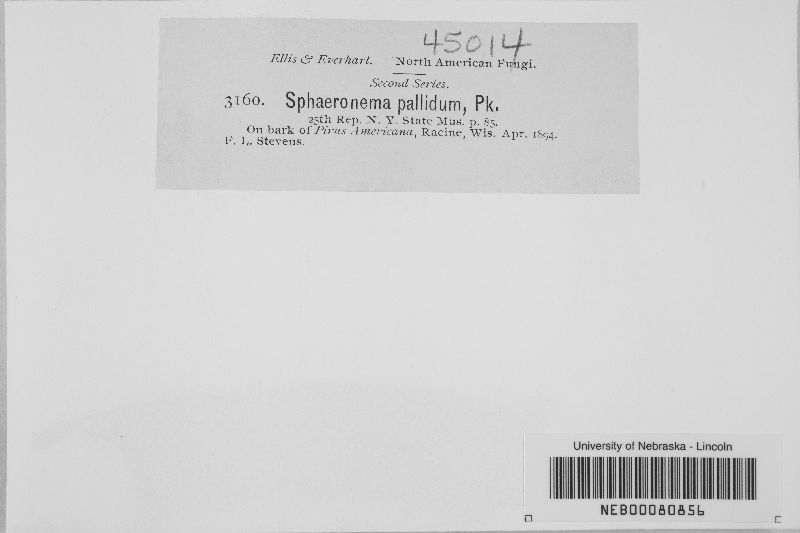 45014
Ellis & Everhart. North American Fungi.
Second Series.
3160. Sphaeronema pallidum, Pk.
25th Rep. N. Y. State Mus. p. 85.
On bark of Pirus Americana, Racine, Wis. Apr. 1894.
F. L. Stevens.
University of Nebraska - Lincoln
NEB00080856